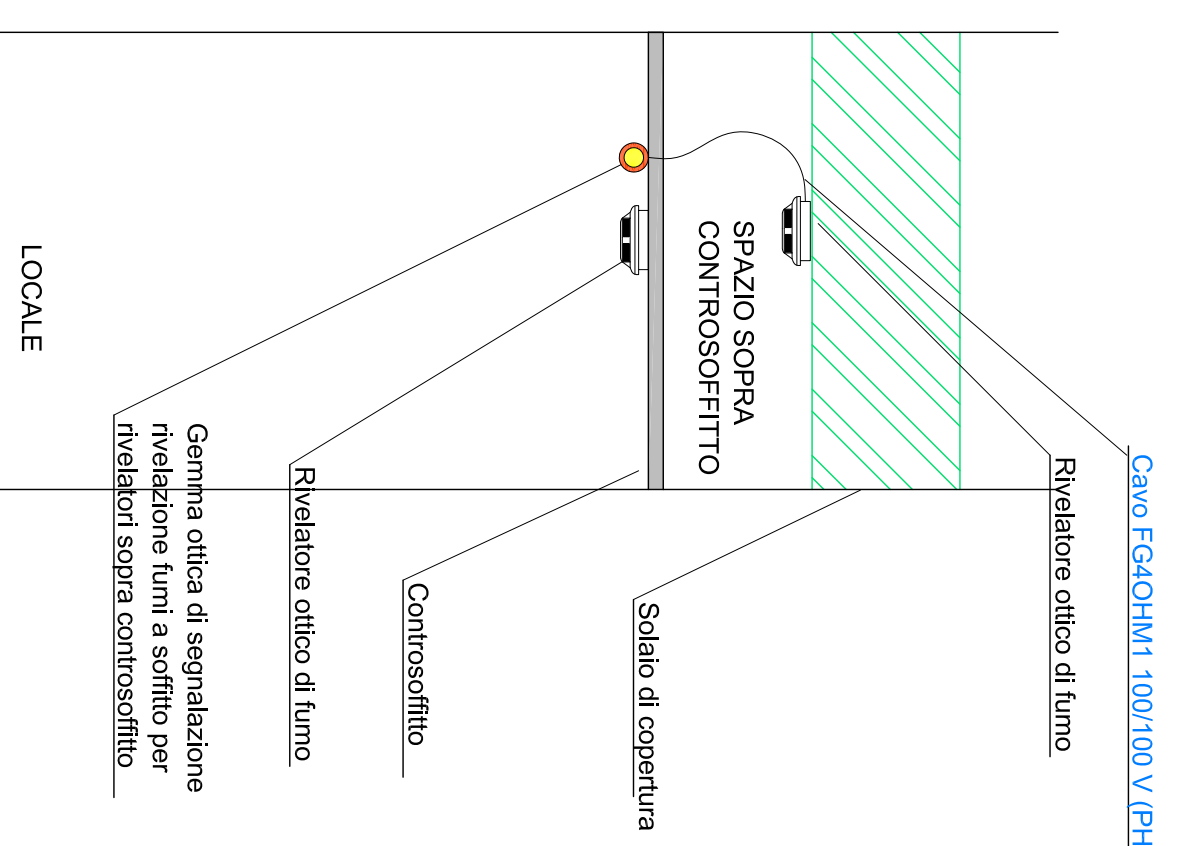 Cavo FG4OHM1 100/100 V (PH
Rivelatore ottico di fumo
SPAZIO SOPRA
CONTROSOFFITTO
Solaio di copertura
Controsoffitto
Rivelatore ottico di fumo
Gemma ottica di segnalazione
rivelazione fumi a soffitto per
rivelatori sopra controsoffitto
LOCALE